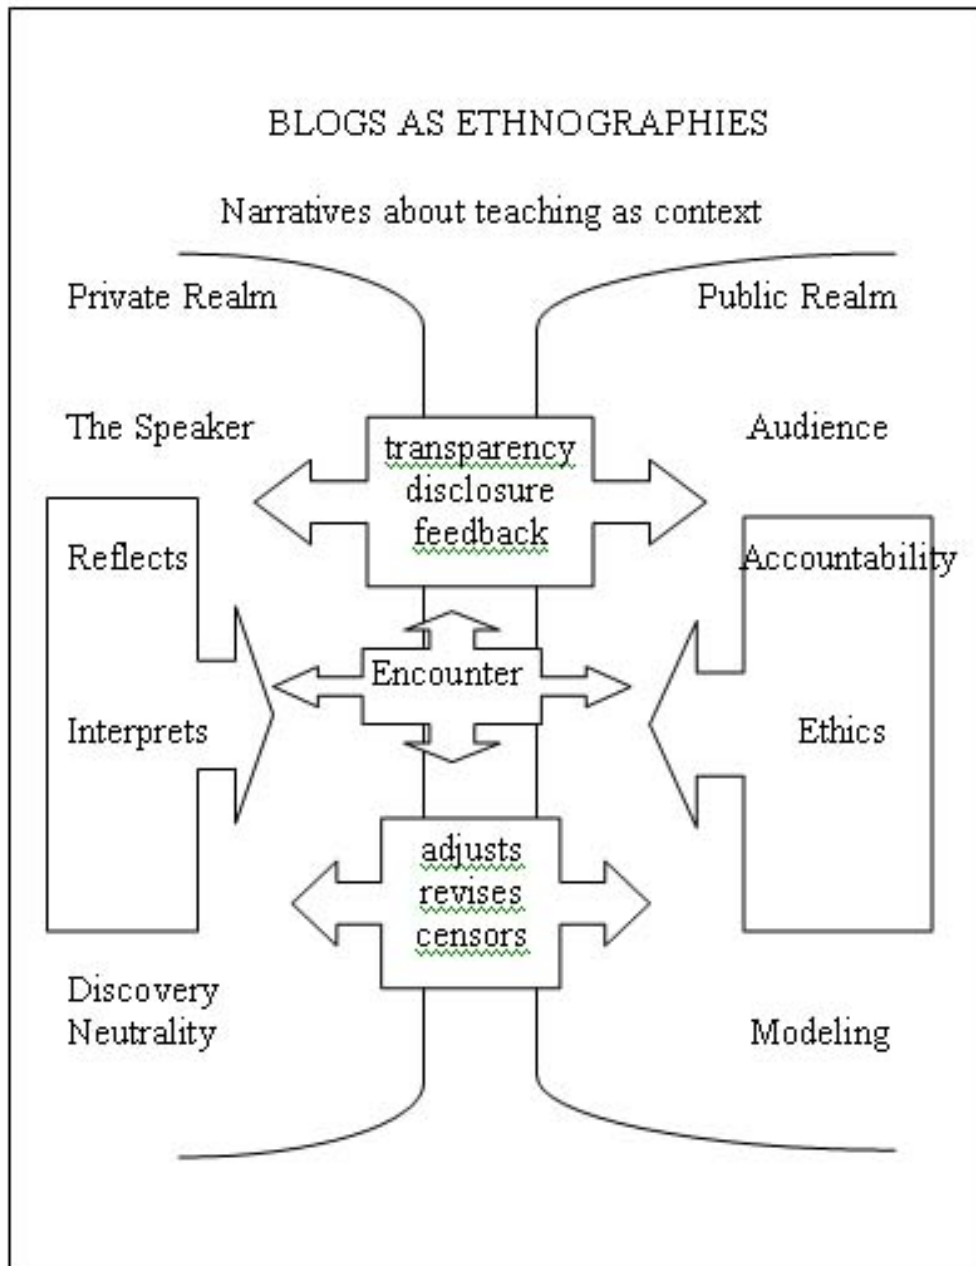 BLOGS AS ETHNOGRAPHIES
Narratives about teaching as context
Private Realm
Public Realm
The Speaker
Audience
transparency
disclosure
feedback
Reflects
Accountability
Encounter
Interprets
Ethics
adjusts
revises
censors
Discovery
Neutrality
Modeling